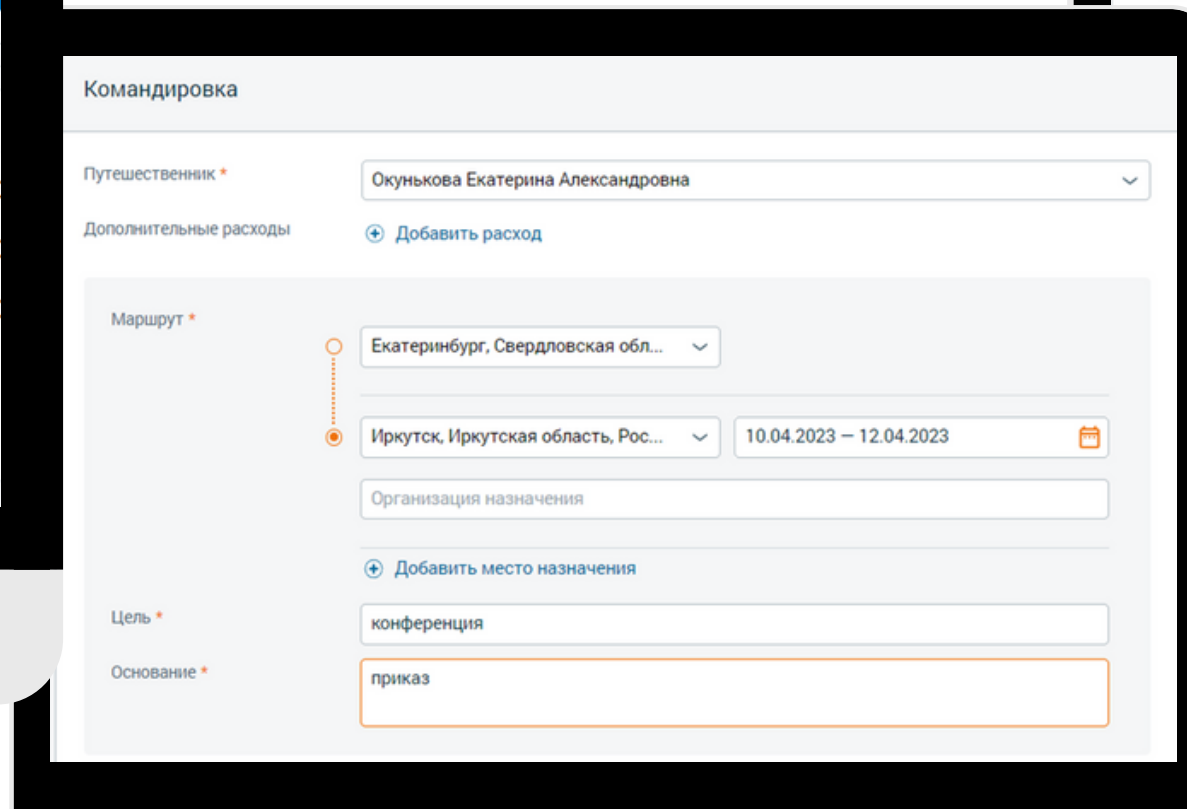 Командировка
Путешественник *
Окунькова Екатерина Александровна
Дополнительные расходы
Добавить расход
Маршрут *
Екатеринбург, Свердловская обл...
Иркутск, Иркутская область, Рос...
10.04.2023 — 12.04.2023
Организация назначения
Добавить место назначения
Цель *
конференция
Основание *
приказ